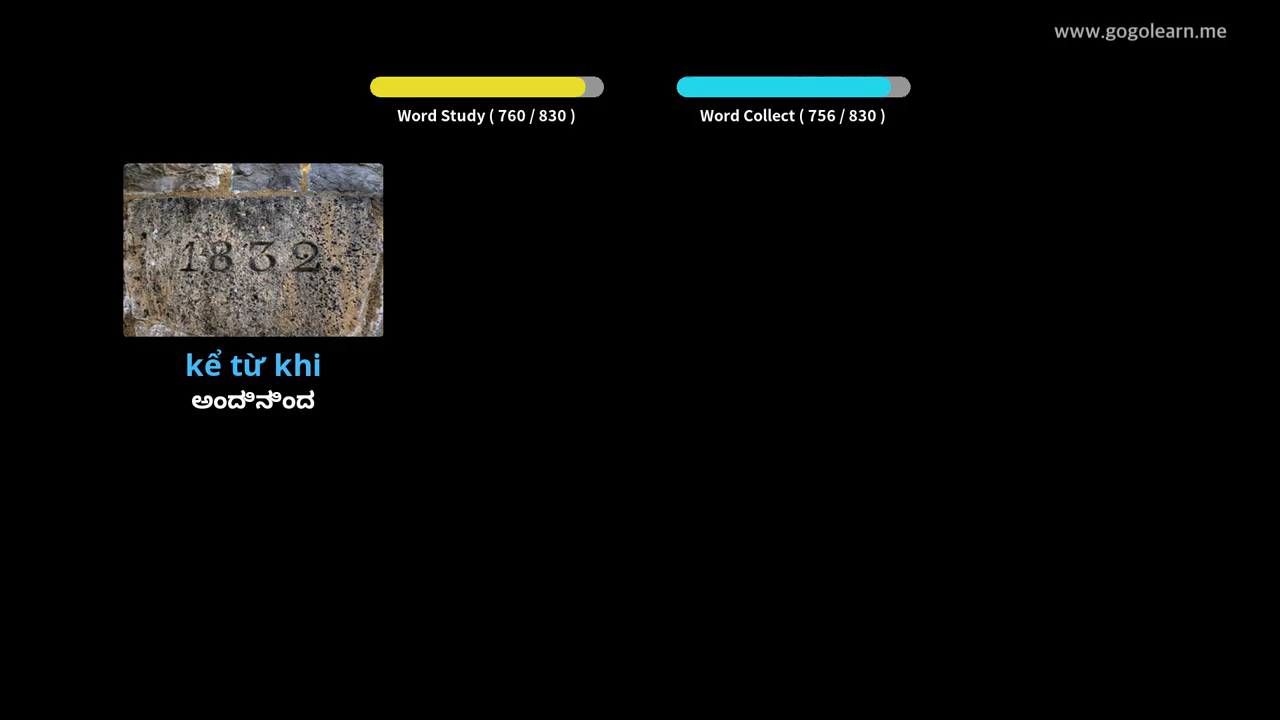 www.gogolearn.me
Word Study ( 760 / 830 )
Word Collect ( 756 / 830 )
1832.
kể từ khi
ಅಂದಿನಿಂದ